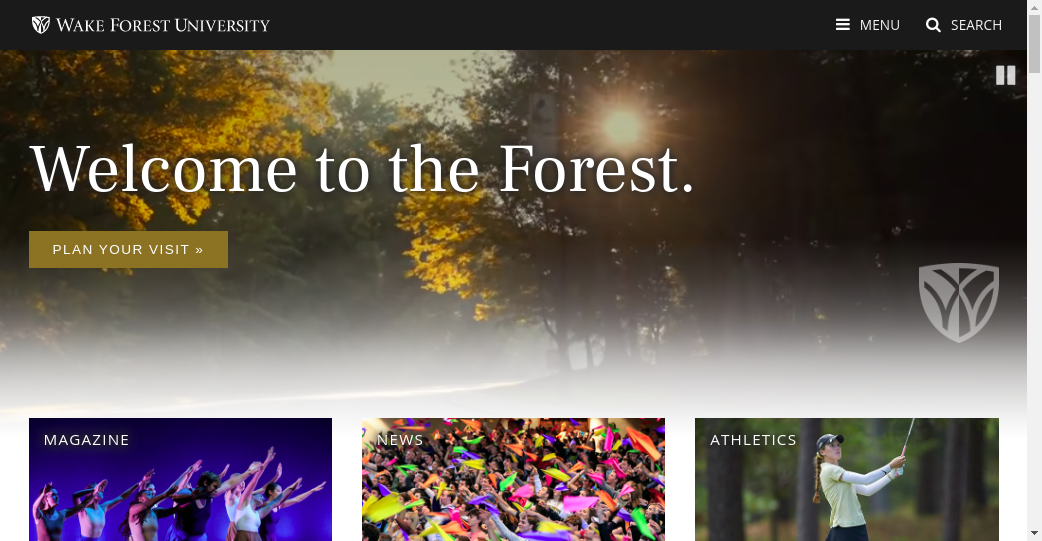 WAKE FOREST UNIVERSITY
MENU
SEARCH
Welcome to the Forest.
PLAN YOUR VISIT »
MAGAZINE
NEWS
ATHLETICS